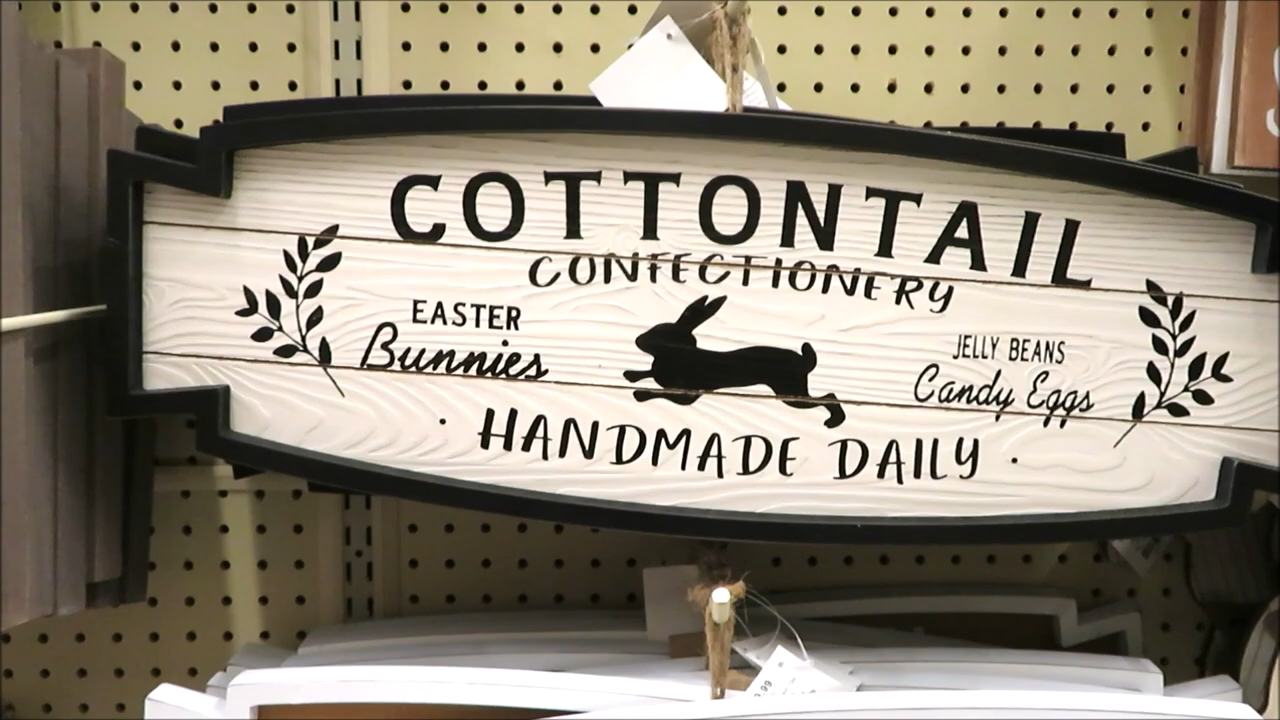 COTTONTAIL
CONFECTIONERY
EASTER
Bunnies
JELLY BEANS
Candy Eggs
· HANDMADE DAILY ·